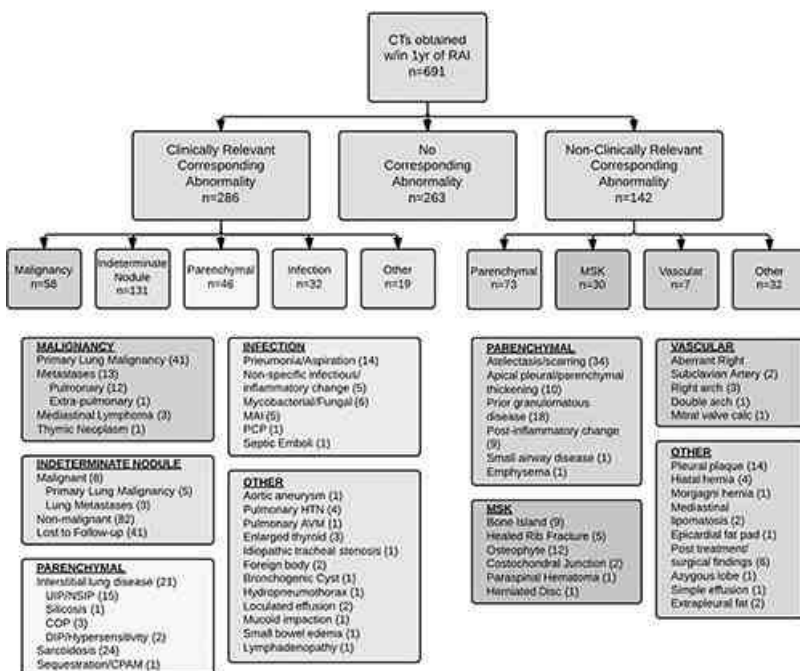 CTs obtained
w/in 1yr of RAI
n=691
Clinically Relevant
Corresponding
Abnormality
n=286
No
Corresponding
Abnormality
n=263
Non-Clinically Relevant
Corresponding
Abnormality
n=142
Malignancy
n=58
Indeterminate
Nodule
n=131
Parenchymal
n=46
Infection
n=32
Other
n=19
Parenchymal
n=73
MSK
n=30
Vascular
n=7
Other
n=32
MALIGNANCY
Primary Lung Malignancy (41)
Metastases (13)
Pulmonary (12)
Extra-pulmonary (1)
Mediastinal Lymphoma (3)
Thymic Neoplasm (1)
INDETERMINATE NODULE
Malignant (8)
Primary Lung Malignancy (5)
Lung Metastases (3)
Non-malignant (82)
Lost to Follow-up (41)
PARENCHYMAL
Interstitial lung disease (21)
UIP/NSIP (15)
Silicosis (1)
COP (3)
DIP/Hypersensitivity (2)
Sarcoidosis (24)
Sequestration/CPAM (1)
INFECTION
Pneumonia/Aspiration (14)
Non-specific infectious/
inflammatory change (5)
Mycobacterial/Fungal (6)
MAI (5)
PCP (1)
Septic Emboli (1)
OTHER
Aortic aneurysm (1)
Pulmonary HTN (4)
Pulmonary AVM (1)
Enlarged thyroid (3)
Idiopathic tracheal stenosis (1)
Foreign body (2)
Bronchogenic Cyst (1)
Hydropneumothorax (1)
Loculated effusion (2)
Mucoid impaction (1)
Small bowel edema (1)
Lymphadenopathy (1)
PARENCHYMAL
Atelectasis/scarring (34)
Apical pleural/parenchymal
thickening (10)
Prior granulomatous
disease (18)
Post-inflammatory change
(9)
Small airway disease (1)
Emphysema (1)
MSK
Bone Island (9)
Healed Rib Fracture (5)
Osteophyte (12)
Costochondral Junction (2)
Paraspinal Hematoma (1)
Herniated Disc (1)
VASCULAR
Aberrant Right
Subclavian Artery (2)
Right arch (3)
Double arch (1)
Mitral valve calc (1)
OTHER
Pleural plaque (14)
Hiatal hernia (4)
Morgagni hernia (1)
Mediastinal
lipomatosis (2)
Epicardial fat pad (1)
Post treatment/
surgical findings (6)
Azygous lobe (1)
Simple effusion (1)
Extrapleural fat (2)